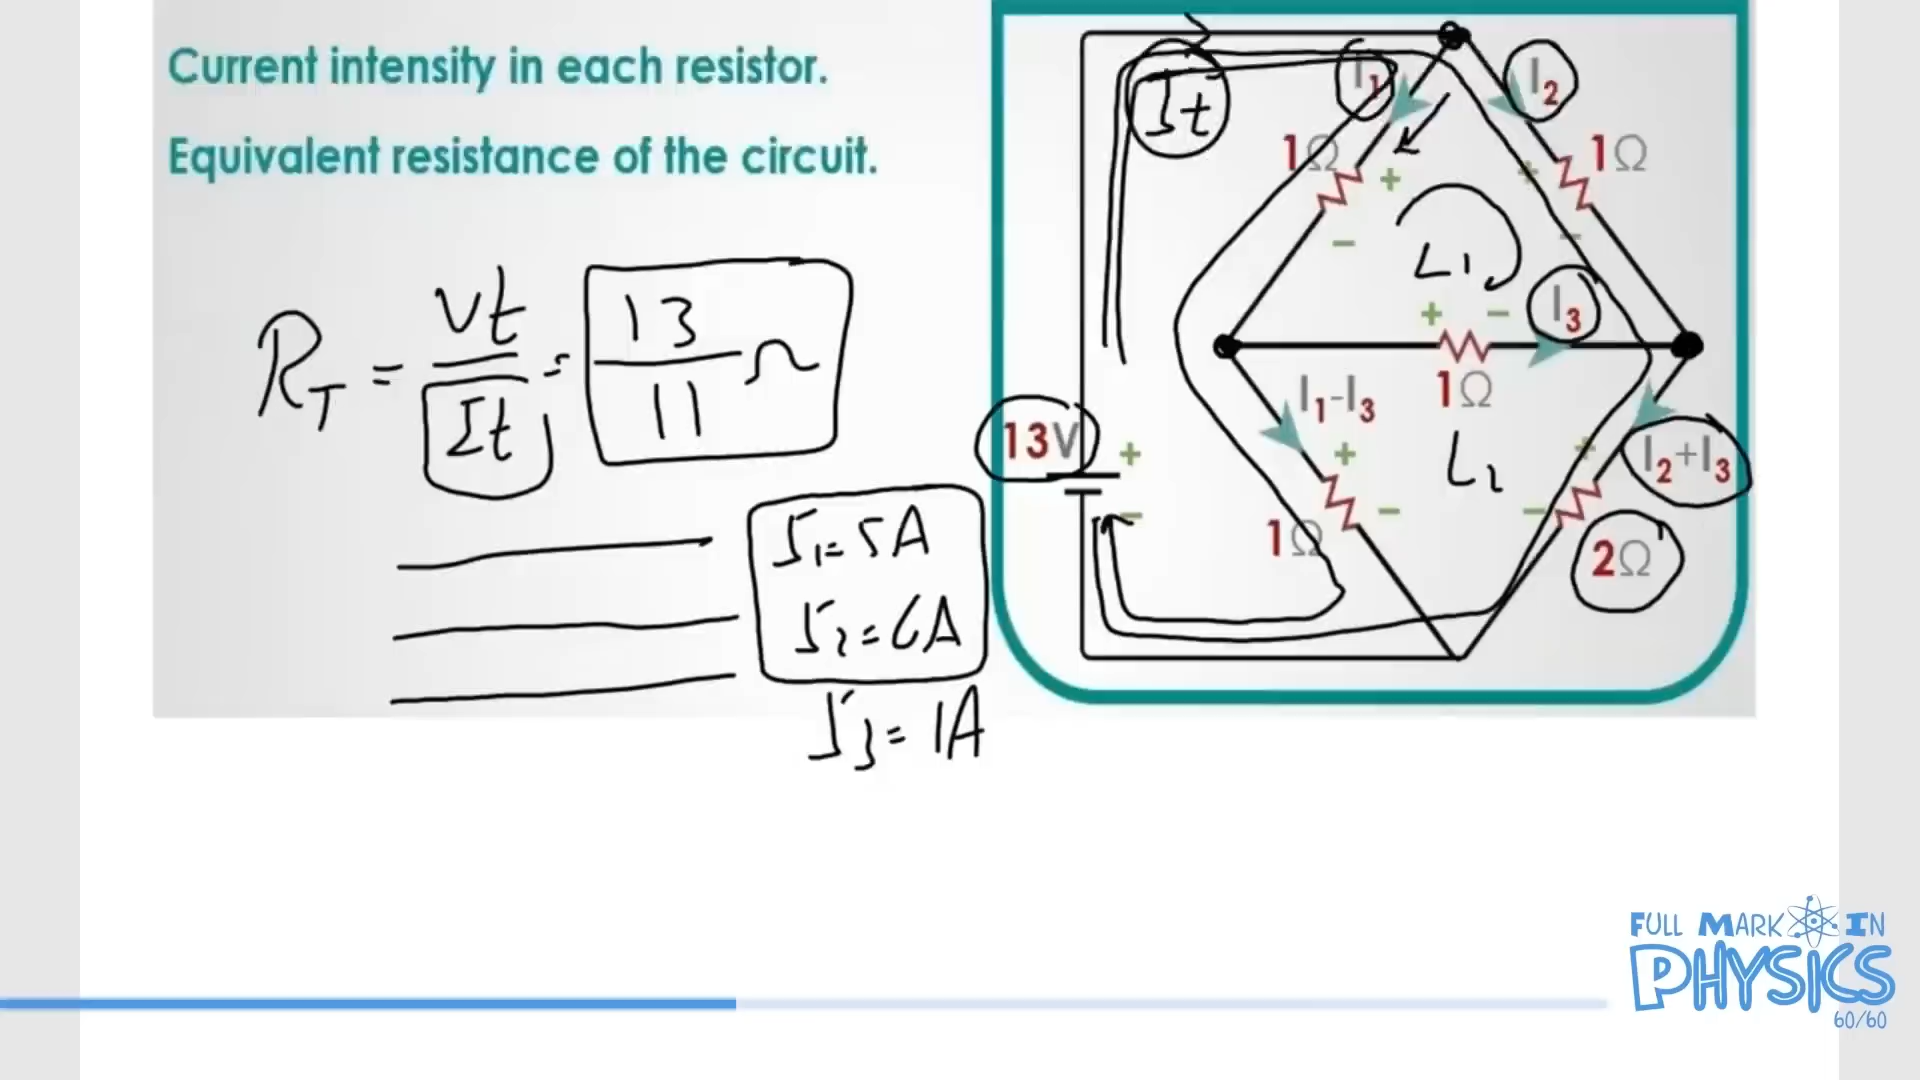 Current intensity in each resistor.
Equivalent resistance of the circuit.
R_T = Vt / It = 13 / 11 Ω
I₁ = 5A
I₂ = 6A
I₃ = 1A
It
I₁
I₂
1Ω
1Ω
+
+
−
−
L₁
+
−
I₃
1Ω
I₁-I₃
13V
+
−
+
−
L₂
+
−
I₂+I₃
1Ω
2Ω
FULL MARK IN
PHYSICS
60/60